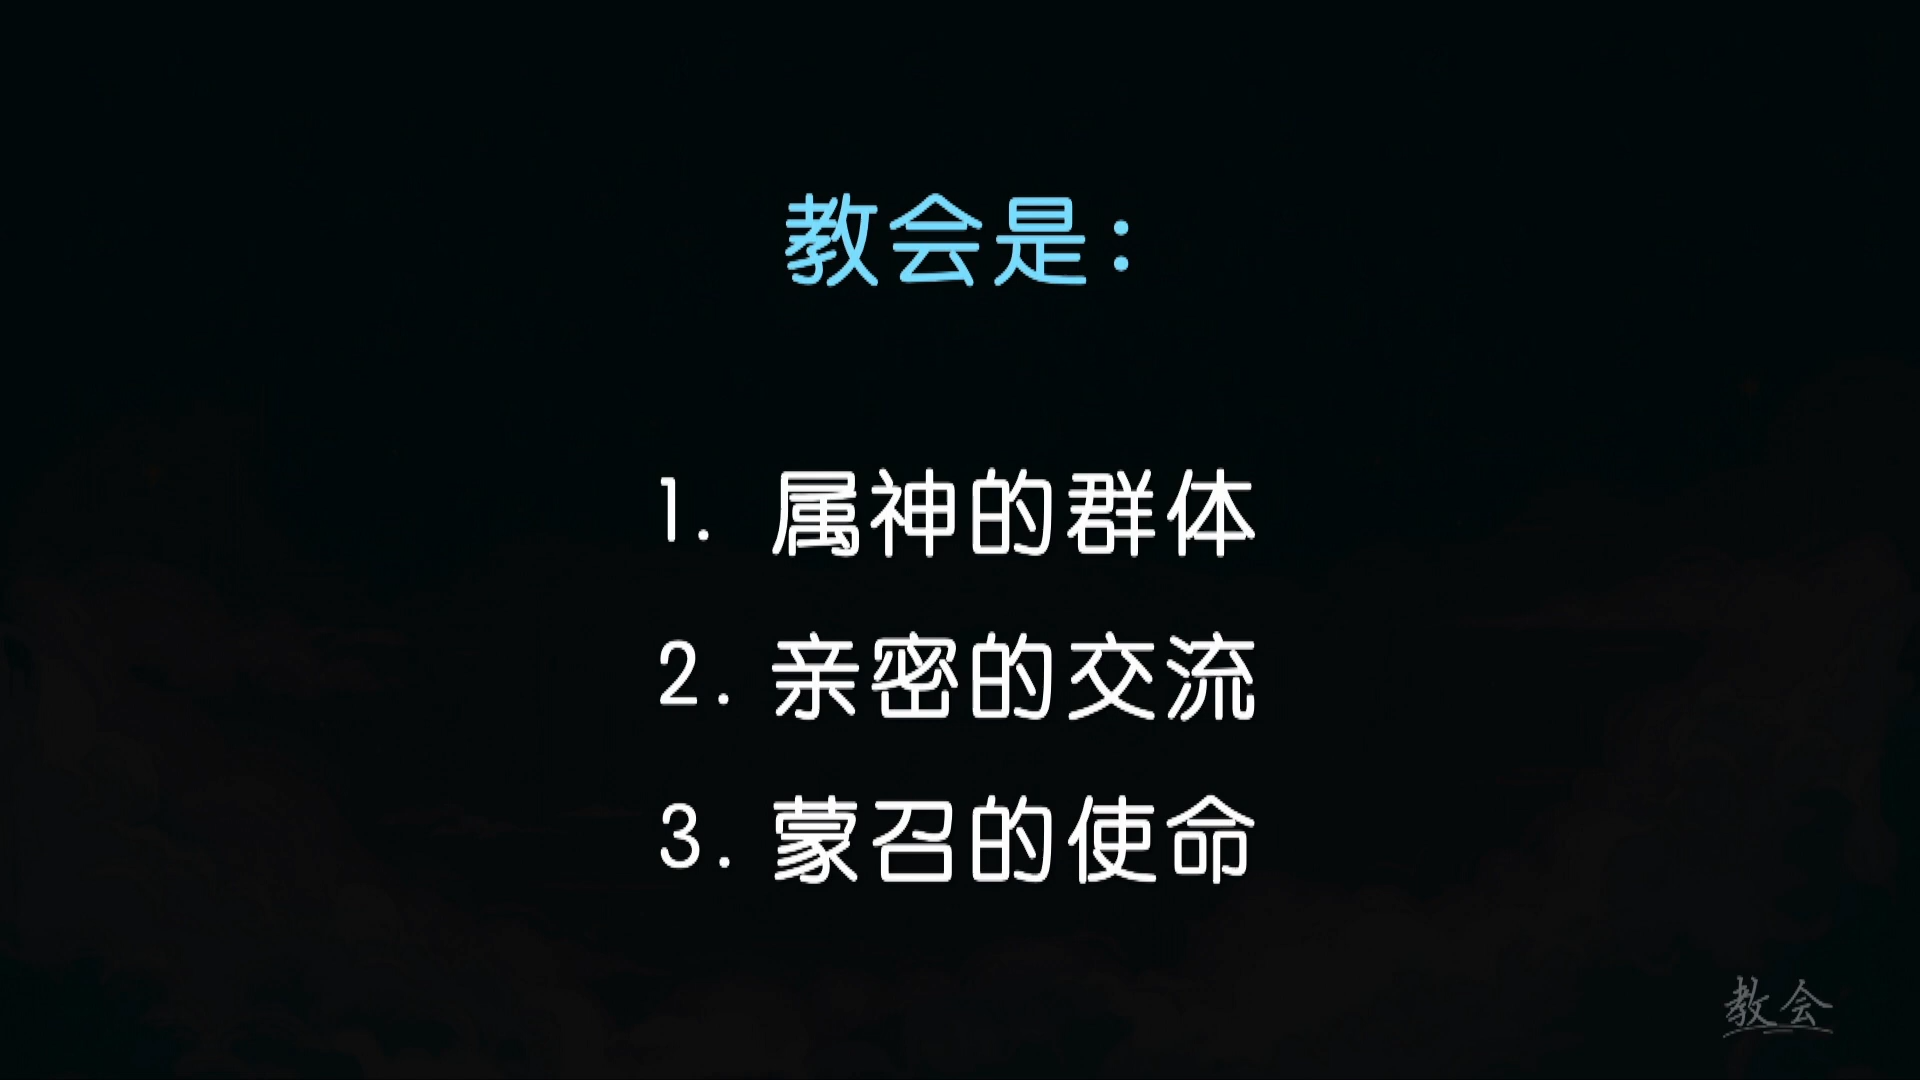 教会是：
1. 属神的群体
2. 亲密的交流
3. 蒙召的使命
教会